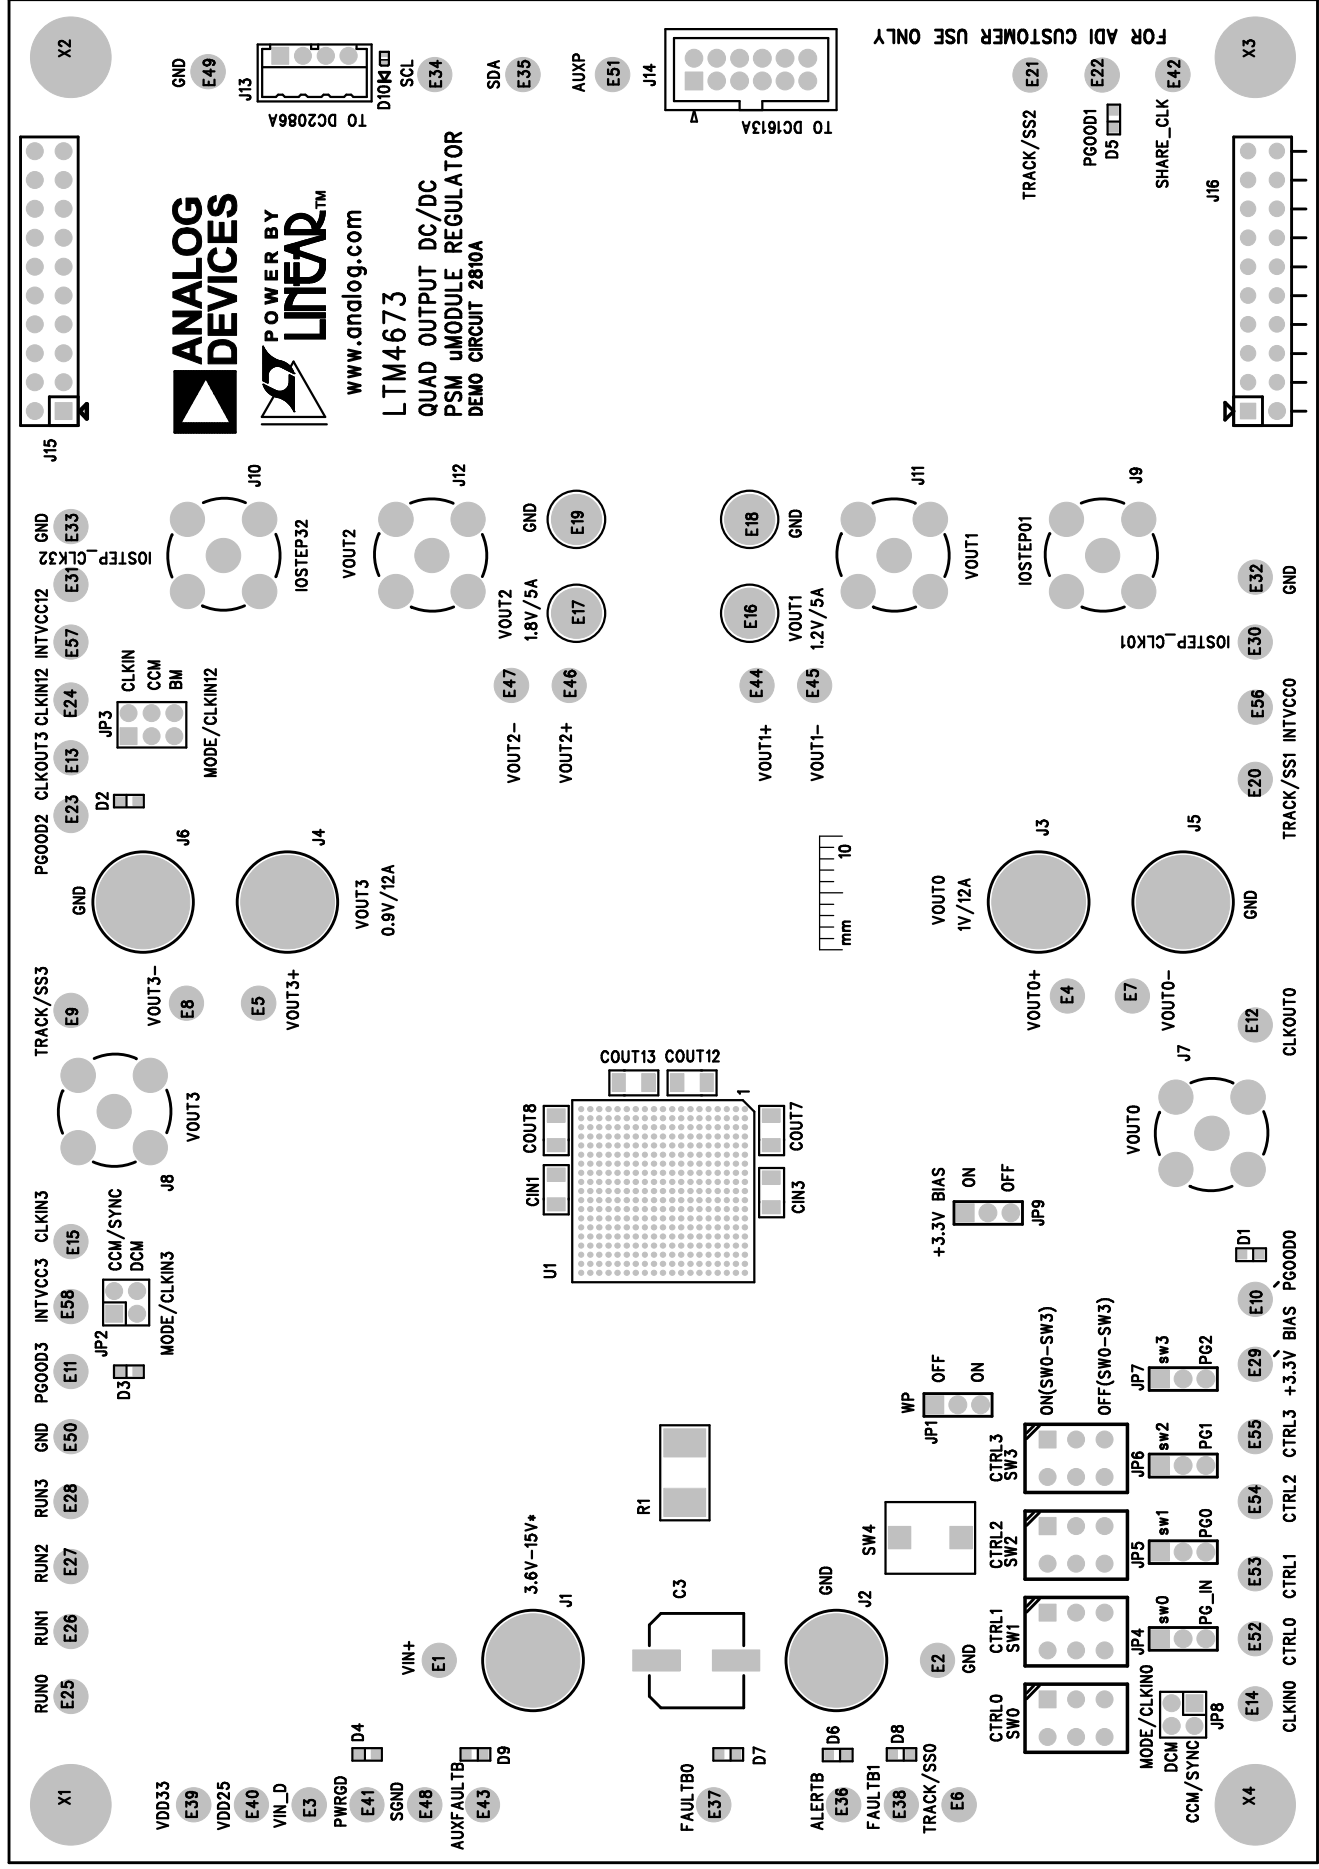 X2
GND
E49
J13
TO DC2086A
D10
SCL
E34
SDA
E35
AUXP
E51
J14
TO DC1613A
FOR ADI CUSTOMER USE ONLY
TRACK/SS2
E21
PGOOD1
D5
E22
SHARE_CLK
E42
X3
J15
J16
ANALOG
DEVICES
POWER BY
LINEAR TM
www.analog.com
LTM4673
QUAD OUTPUT DC/DC
PSM uMODULE REGULATOR
DEMO CIRCUIT 2810A
GND
E33
IOSTEP_CLK32
E31
INTVCC12
E57
CLKIN12
E24
CLKOUT3
E13
PGOOD2
E23
D2
JP3
CLKIN
CCM
BM
MODE/CLKIN12
J10
IOSTEP32
J12
VOUT2
GND
E19
VOUT2
1.8V/5A
E17
E47
VOUT2-
E46
VOUT2+
E18
GND
E16
VOUT1
1.2V/5A
E44
VOUT1+
E45
VOUT1-
J11
VOUT1
J9
IOSTEP01
IOSTEP_CLK01
E32
GND
E30
E56
INTVCC0
E20
TRACK/SS1
J6
GND
J4
VOUT3
0.9V/12A
TRACK/SS3
E9
VOUT3-
E8
E5
VOUT3+
10
mm
J3
VOUT0
1V/12A
J5
GND
VOUT0+
E4
E7
VOUT0-
E12
CLKOUT0
J7
VOUT0
J8
VOUT3
COUT13
COUT12
COUT8
CIN1
COUT7
CIN3
U1
1
+3.3V BIAS
ON
OFF
JP9
CLKIN3
E15
INTVCC3
E58
JP2
CCM/SYNC
DCM
MODE/CLKIN3
PGOOD3
E11
D3
GND
E50
RUN3
E28
RUN2
E27
RUN1
E26
RUN0
E25
R1
3.6V-15V*
J1
VIN+
E1
C3
GND
J2
E2
GND
SW4
WP
OFF
ON
JP1
ON(SW0-SW3)
OFF(SW0-SW3)
CTRL3
SW3
CTRL2
SW2
CTRL1
SW1
CTRL0
SW0
JP7
sw3
PG2
JP6
sw2
PG1
JP5
sw1
PG0
JP4
sw0
PG_IN
MODE/CLKIN0
DCM
CCM/SYNC
JP8
D1
PGOOD0
E10
+3.3V BIAS
E29
CTRL3
E55
CTRL2
E54
CTRL1
E53
CTRL0
E52
CLKIN0
E14
X1
VDD33
E39
VDD25
E40
VIN_D
E3
PWRGD
E41
D4
SGND
E48
AUXFAULTB
E43
D9
FAULTB0
E37
D7
ALERTB
E36
D6
FAULTB1
E38
D8
TRACK/SS0
E6
X4